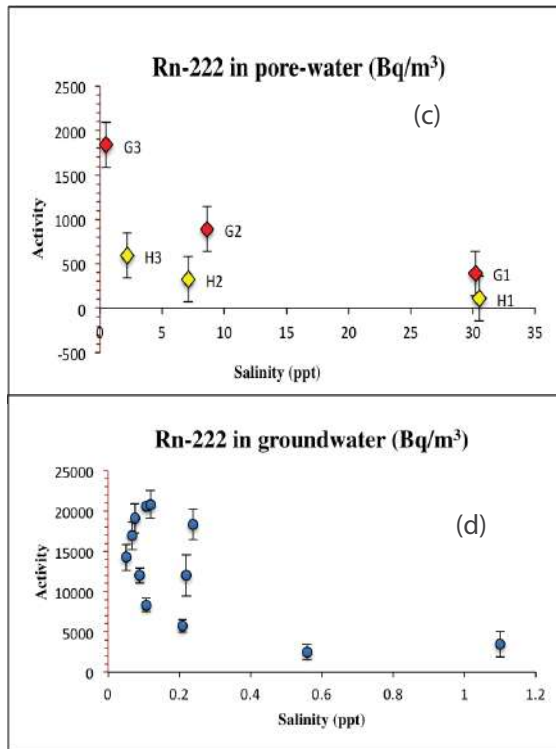 Rn-222 in pore-water (Bq/m³)
(c)
2500
2000
1500
1000
500
0
-500
Activity
G3
H3
G2
H2
G1
H1
0 5 10 15 20 25 30 35
Salinity (ppt)
Rn-222 in groundwater (Bq/m³)
(d)
25000
20000
15000
10000
5000
0
Activity
0 0.2 0.4 0.6 0.8 1 1.2
Salinity (ppt)